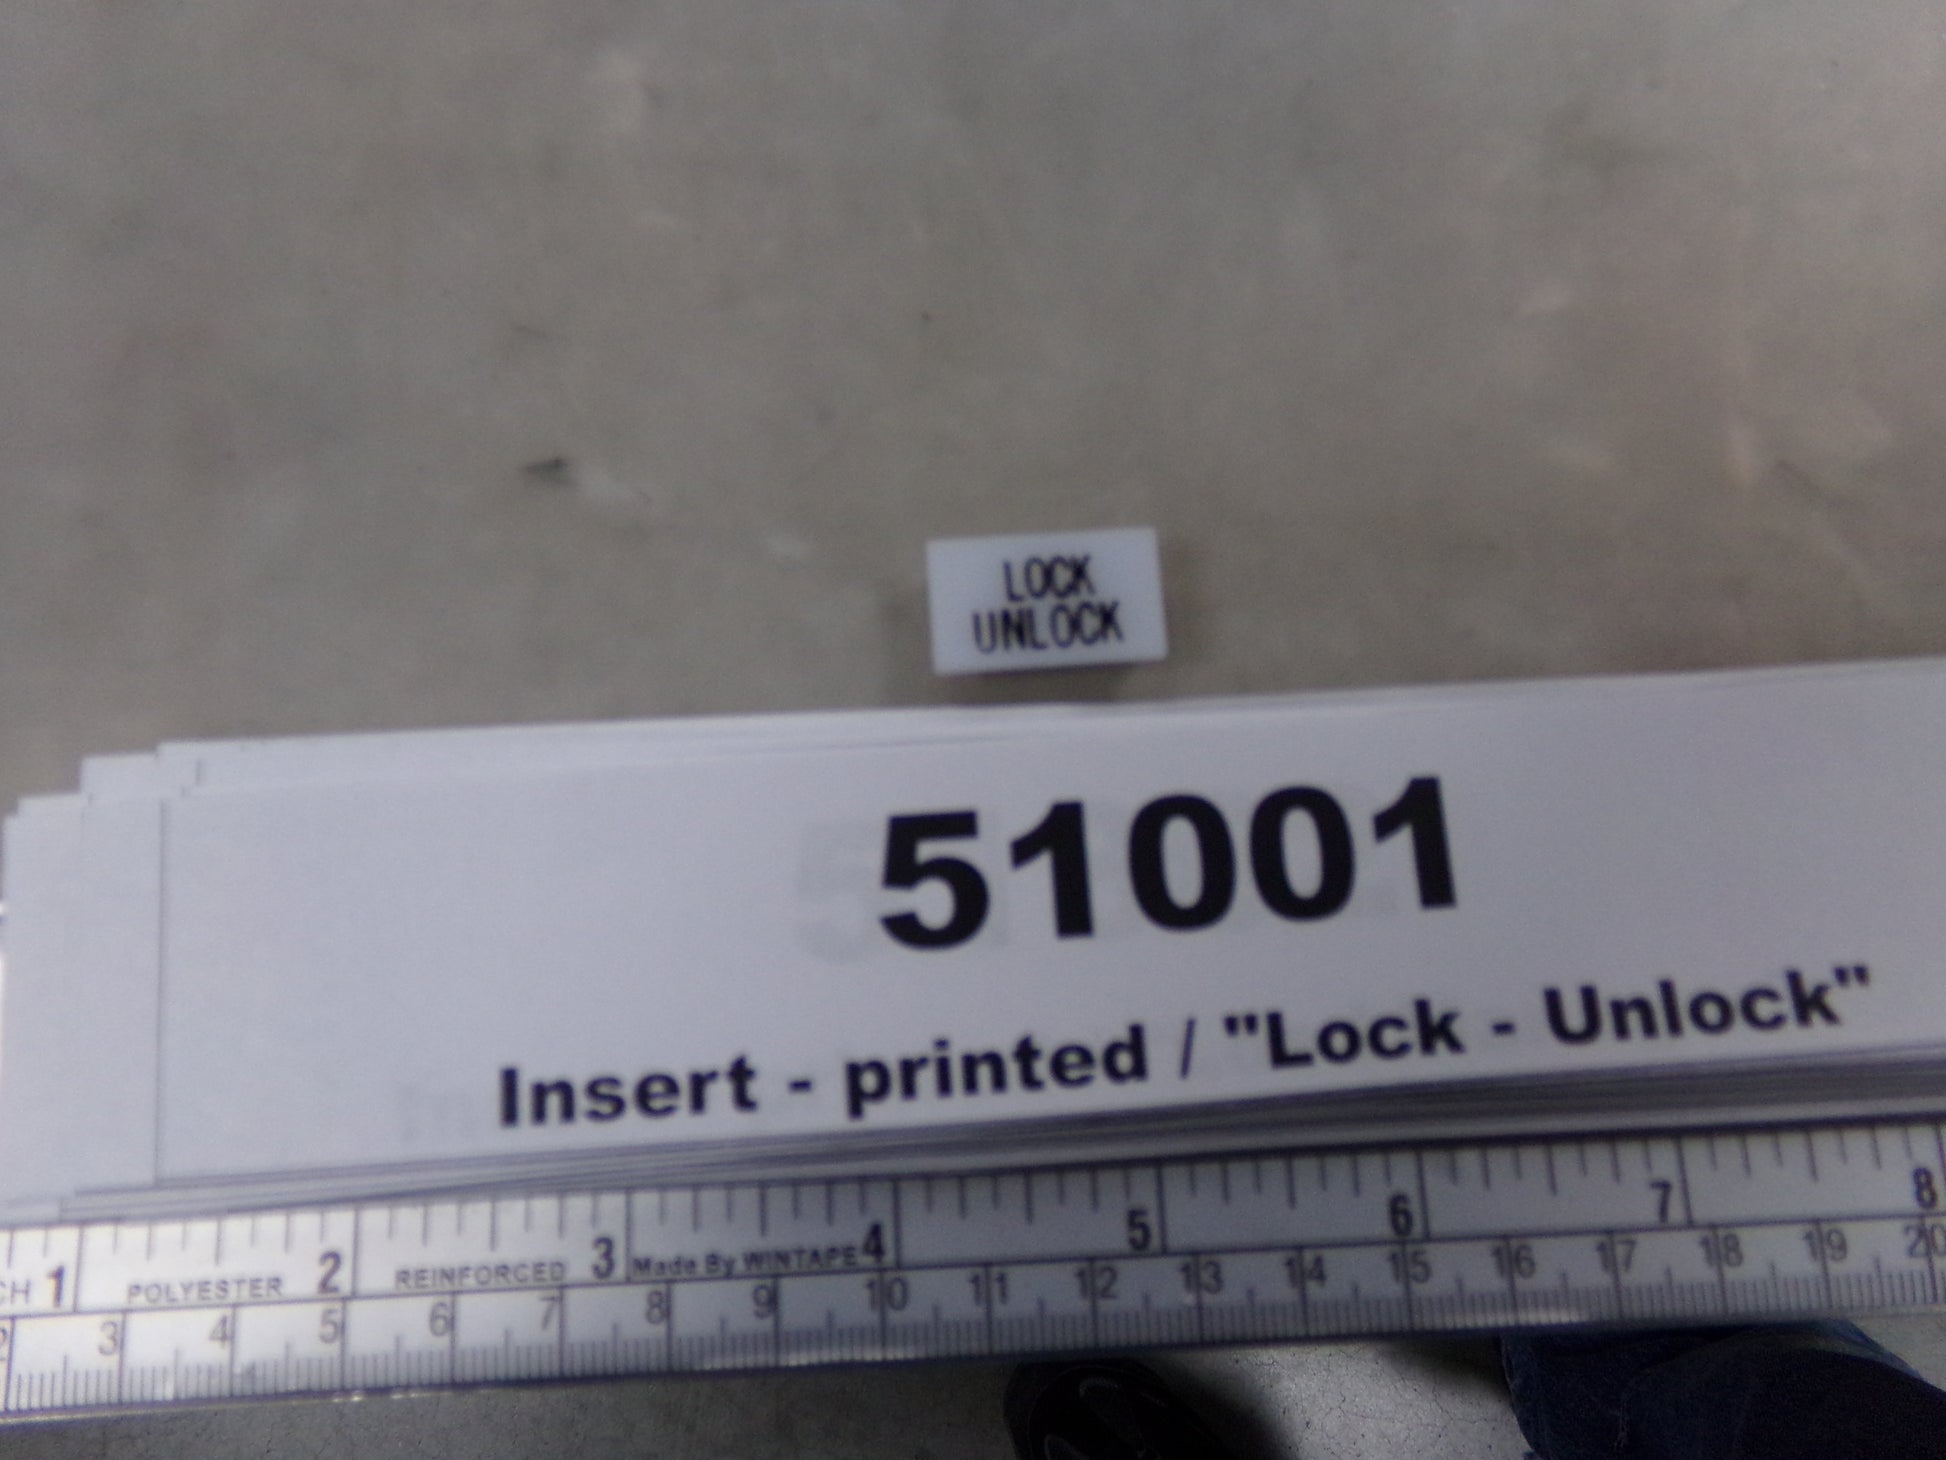 LOCK
UNLOCK
51001
Insert - printed / "Lock - Unlock"
CH 1 POLYESTER 2 REINFORCED 3 Made By WINTAPE 4 5 6 7 8
2 3 4 5 6 7 8 9 10 11 12 13 14 15 16 17 18 19 20